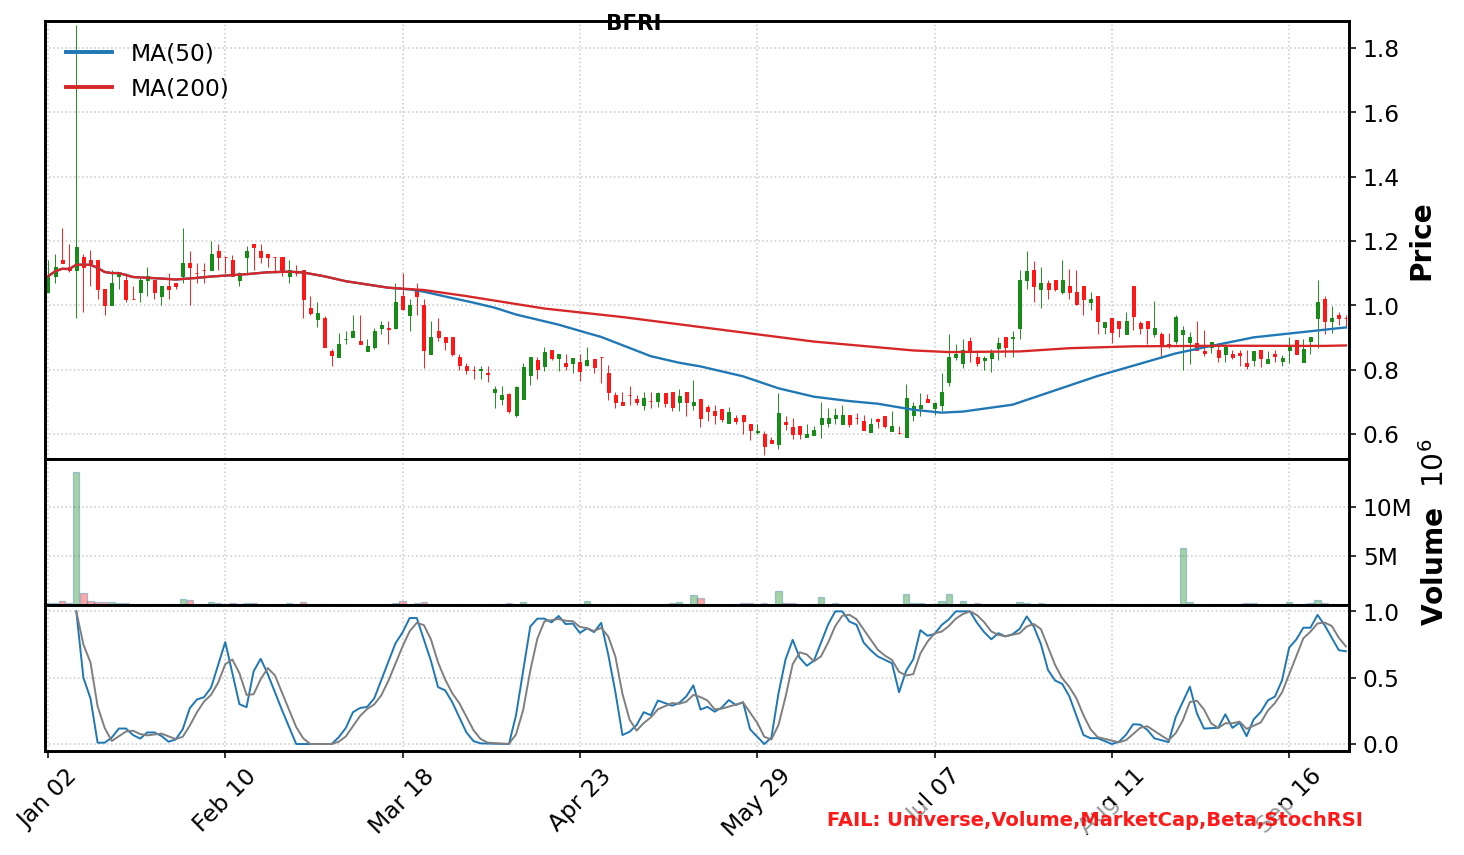 BFRI
MA(50)
MA(200)
1.8
1.6
1.4
1.2
1.0
0.8
0.6
Price
10M
5M
Volume 10^6
1.0
0.5
0.0
Jan 02
Feb 10
Mar 18
Apr 23
May 29
Jul 07
Aug 11
Sep 16
FAIL: Universe,Volume,MarketCap,Beta,StochRSI